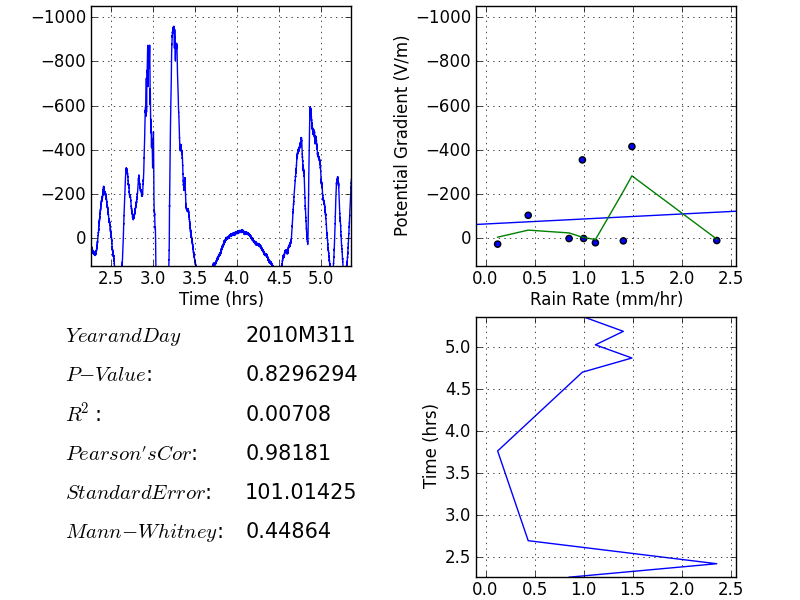 −1000
−800
−600
−400
−200
0
2.5 3.0 3.5 4.0 4.5 5.0
Time (hrs)
Potential Gradient (V/m)
−1000
−800
−600
−400
−200
0
0.0 0.5 1.0 1.5 2.0 2.5
Rain Rate (mm/hr)
YearandDay 2010M311
P−Value: 0.8296294
R²: 0.00708
Pearson'sCor: 0.98181
StandardError: 101.01425
Mann−Whitney: 0.44864
Time (hrs)
5.0
4.5
4.0
3.5
3.0
2.5
0.0 0.5 1.0 1.5 2.0 2.5